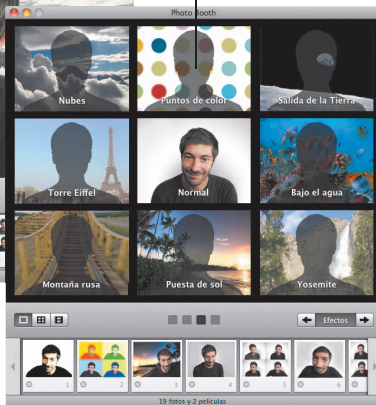 Photo Booth
Nubes
Puntos de color
Salida de la Tierra
Torre Eiffel
Normal
Bajo el agua
Montaña rusa
Puesta de sol
Yosemite
Efectos
1
2
3
4
5
6
19 fotos y 2 películas